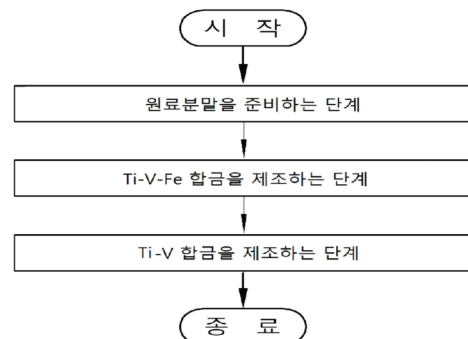 시 작
원료분말을 준비하는 단계
Ti-V-Fe 합금을 제조하는 단계
Ti-V 합금을 제조하는 단계
종 료